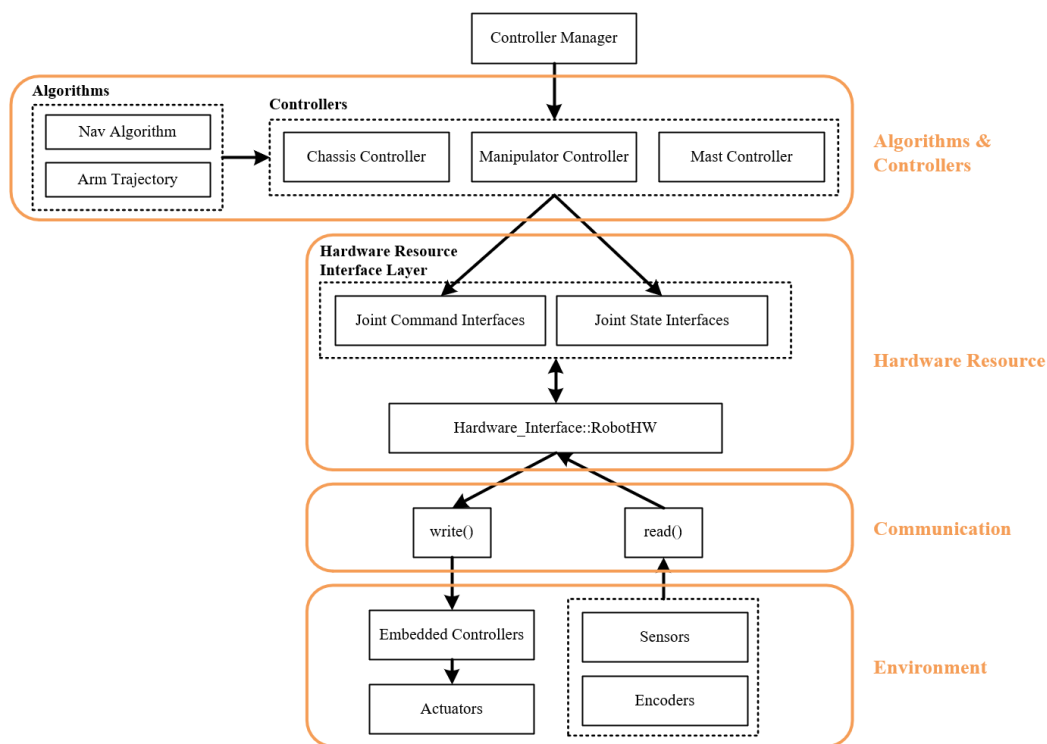 Controller Manager
Algorithms
Controllers
Nav Algorithm
Arm Trajectory
Chassis Controller
Manipulator Controller
Mast Controller
Algorithms &
Controllers
Hardware Resource
Interface Layer
Joint Command Interfaces
Joint State Interfaces
Hardware_Interface::RobotHW
Hardware Resource
write()
read()
Communication
Embedded Controllers
Actuators
Sensors
Encoders
Environment